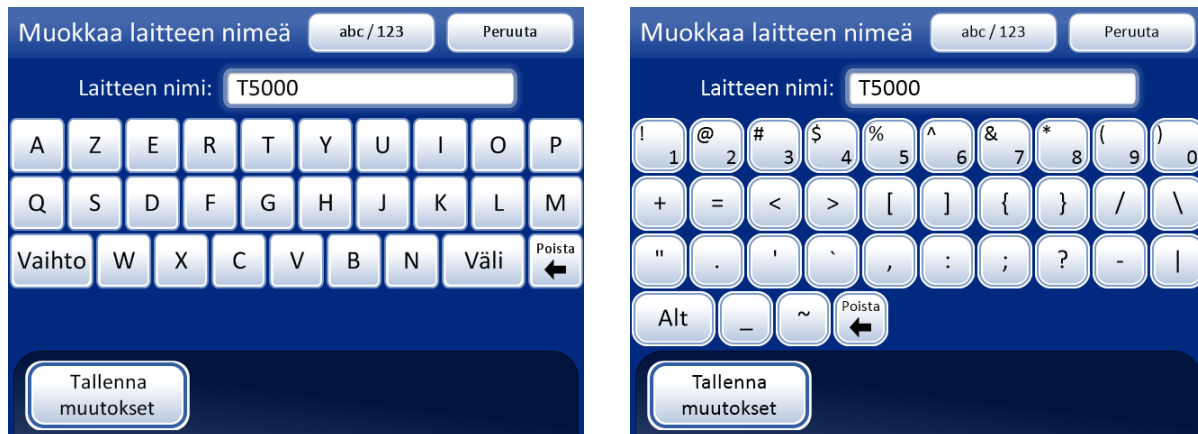 Muokkaa laitteen nimeä abc / 123 Peruuta
Laitteen nimi: T5000
A Z E R T Y U I O P
Q S D F G H J K L M
Vaihto W X C V B N Väli Poista
Tallenna
muutokset
Muokkaa laitteen nimeä abc / 123 Peruuta
Laitteen nimi: T5000
! 1 @ 2 # 3 $ 4 % 5 ^ 6 & 7 * 8 ( 9 ) 0
+ = < > [ ] { } / \
" . ' ` , : ; ? - |
Alt _ ~ Poista
Tallenna
muutokset